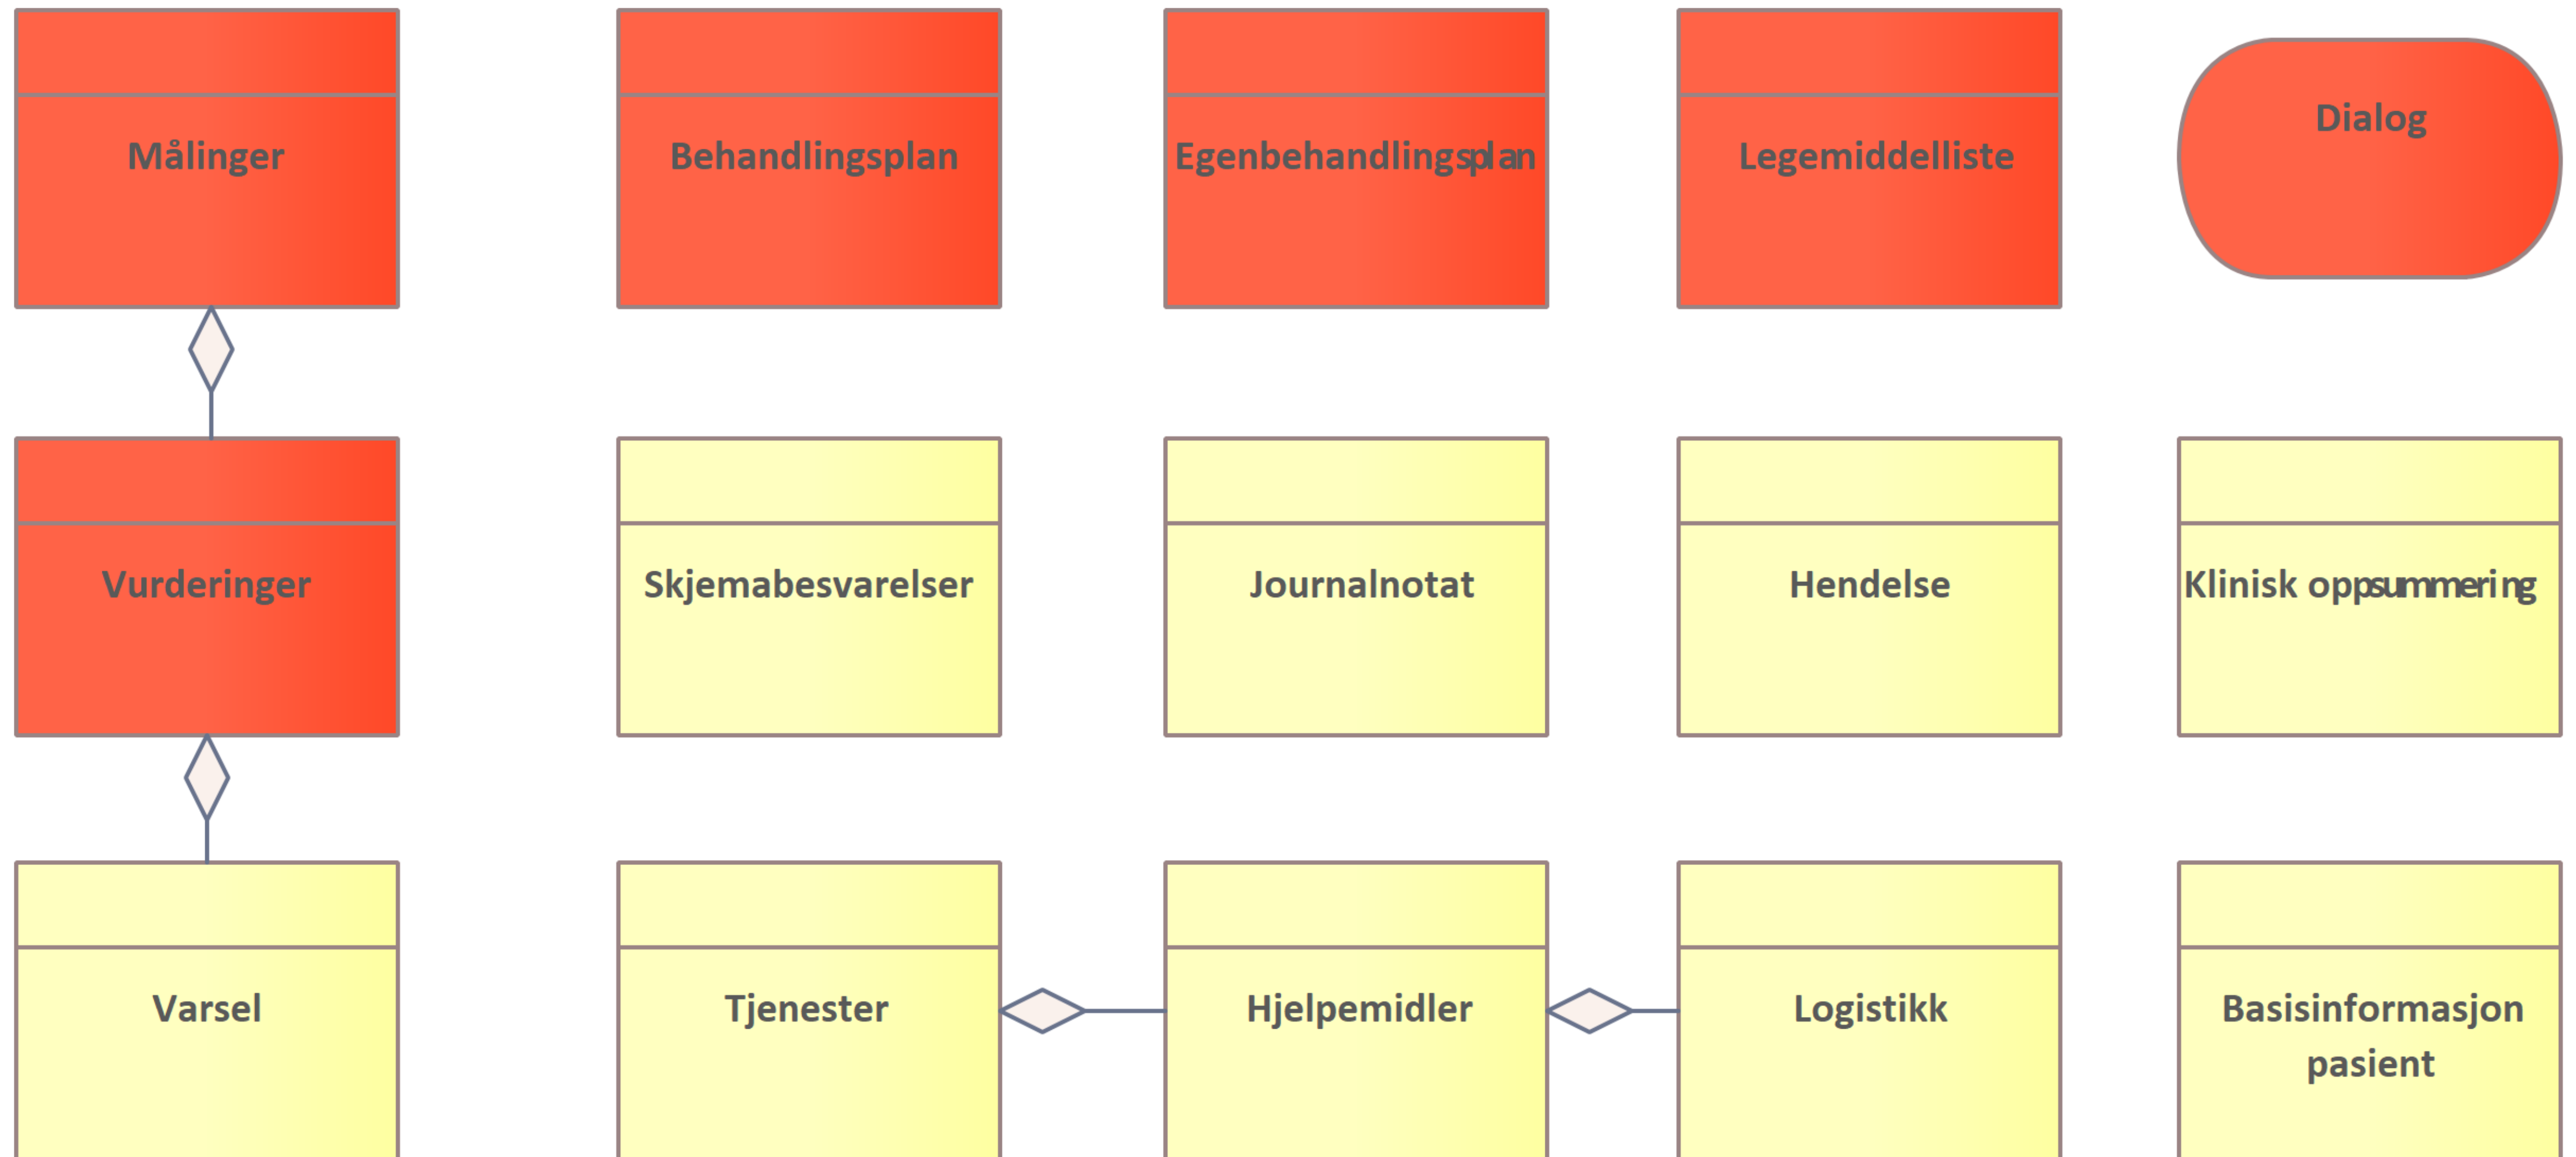 Målinger
Behandlingsplan
Egenbehandlingsplan
Legemiddelliste
Dialog
Vurderinger
Skjemabesvarelser
Journalnotat
Hendelse
Klinisk oppsummering
Varsel
Tjenester
Hjelpemidler
Logistikk
Basisinformasjon
pasient